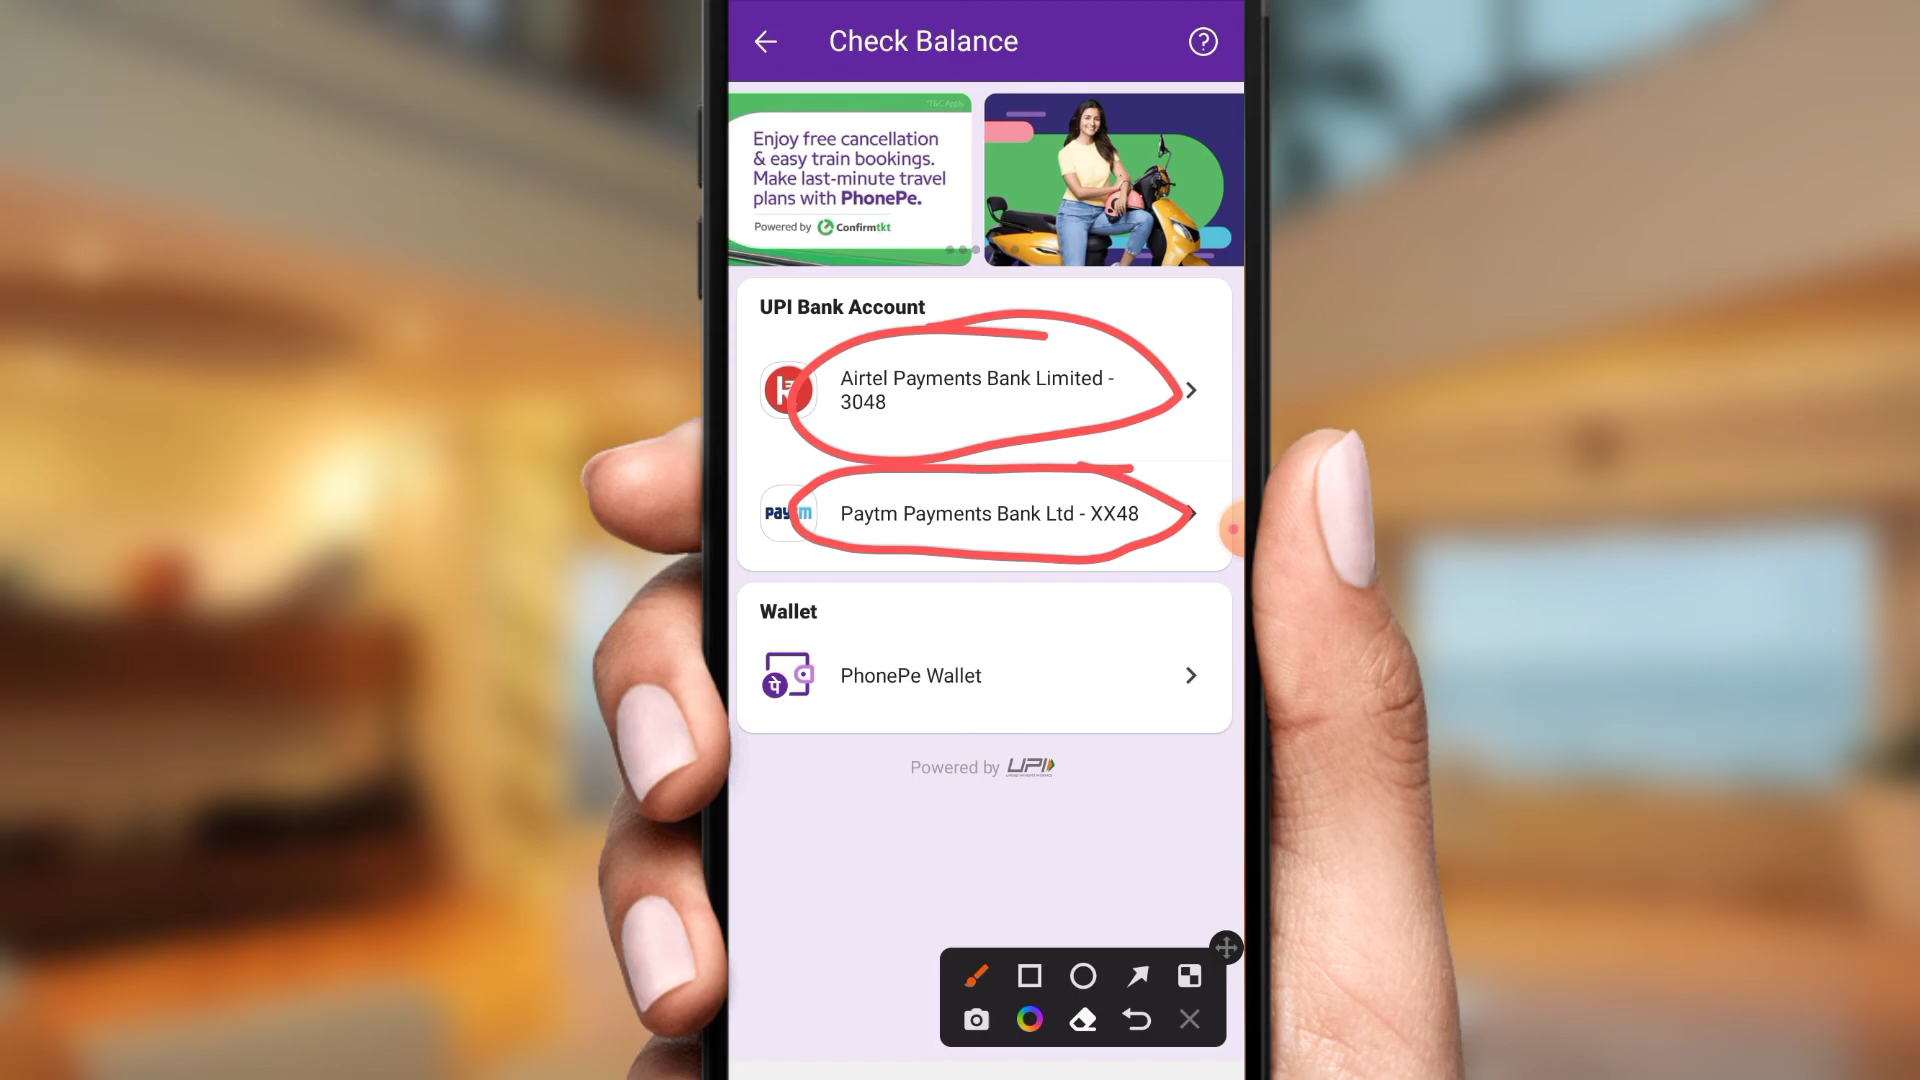 Check Balance
*T&C Apply
Enjoy free cancellation
& easy train bookings.
Make last-minute travel
plans with PhonePe.
Powered by Confirmtkt
UPI Bank Account
Airtel Payments Bank Limited -
3048
paytm
Paytm Payments Bank Ltd - XX48
Wallet
पे
PhonePe Wallet
Powered by UPI